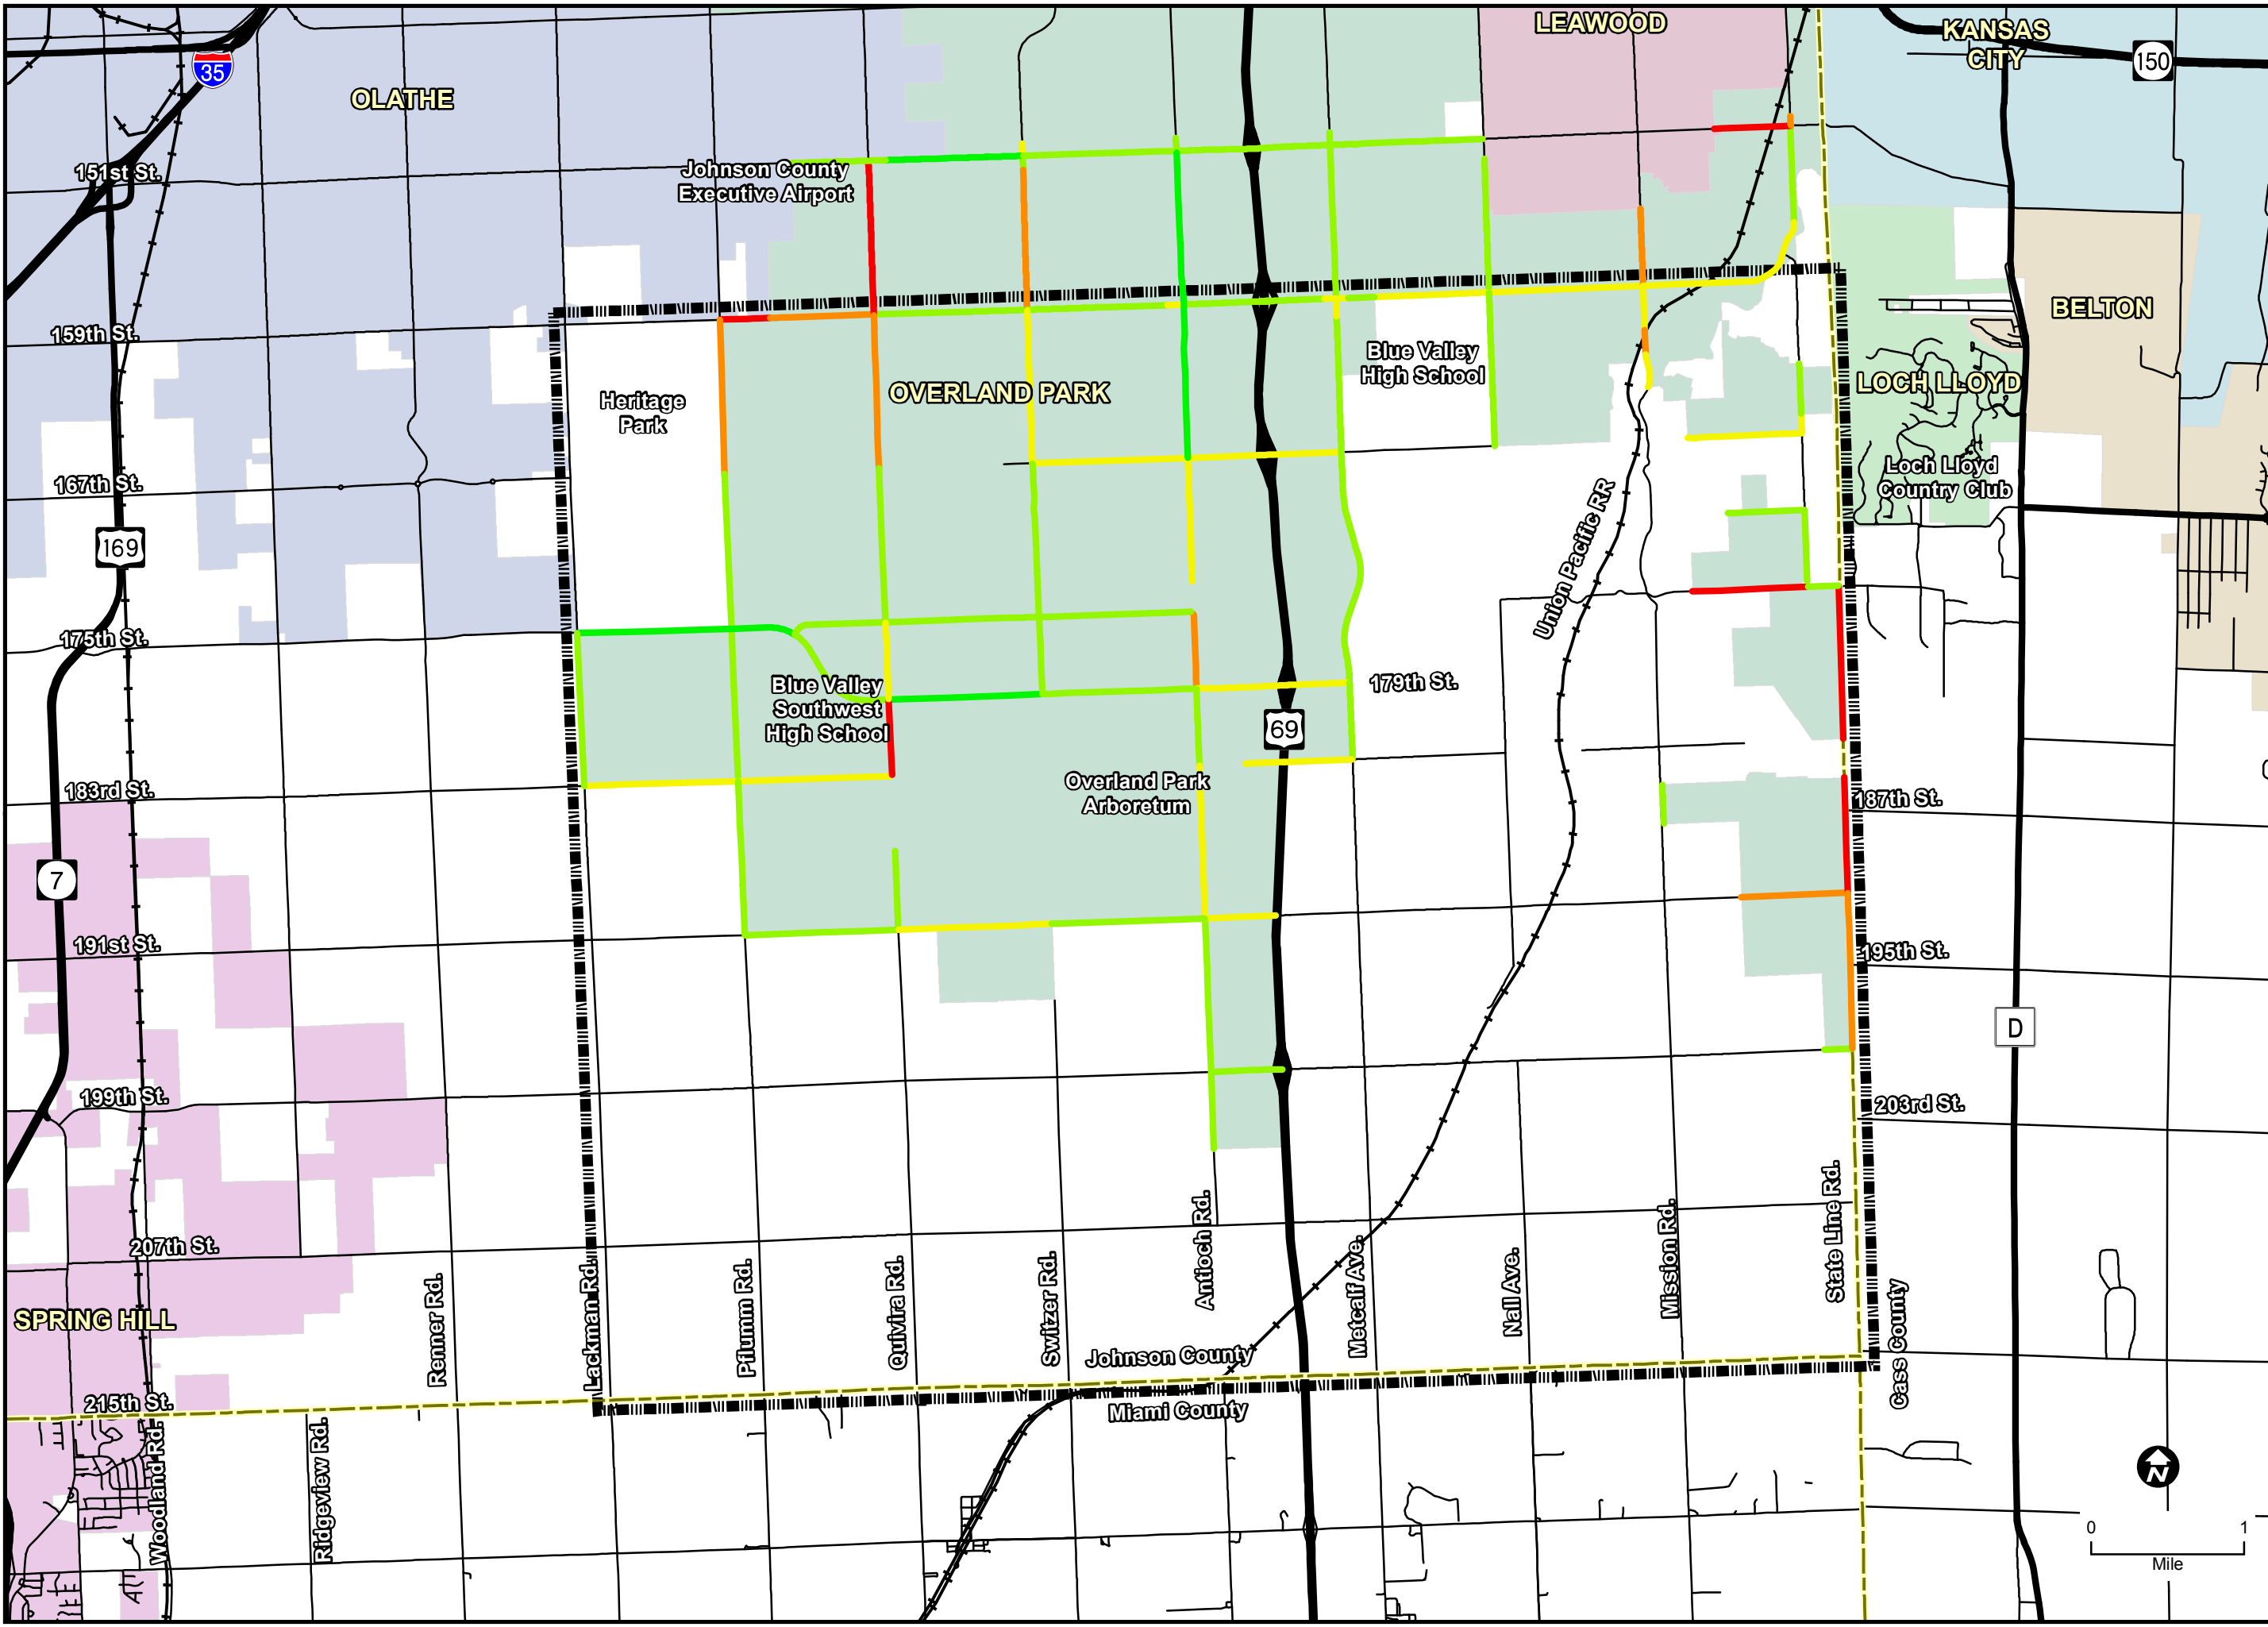 LEAWOOD
KANSAS
CITY
150
35
OLATHE
151st St.
Johnson County
Executive Airport
159th St.
BELTON
Blue Valley
High School
LOCH LLOYD
OVERLAND PARK
Heritage
Park
Loch Lloyd
Country Club
167th St.
169
Union Pacific RR
175th St.
179th St.
Blue Valley
Southwest
High School
69
Overland Park
Arboretum
183rd St.
187th St.
7
191st St.
195th St.
D
199th St.
203rd St.
207th St.
SPRING HILL
Renner Rd.
Lackman Rd.
Pflumm Rd.
Quivira Rd.
Switzer Rd.
Antioch Rd.
Metcalf Ave.
Nall Ave.
Mission Rd.
State Line Rd.
Cass County
Johnson County
Miami County
215th St.
Woodland Rd.
Ridgeview Rd.
N
0 1
Mile